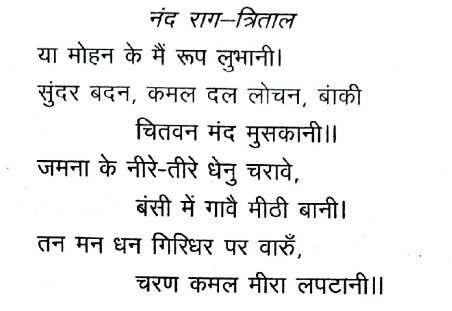 नंद राग–त्रिताल
या मोहन के मैं रूप लुभानी।
सुंदर बदन, कमल दल लोचन, बांकी
चितवन मंद मुसकानी॥
जमना के नीरे-तीरे धेनु चरावे,
बंसी में गावै मीठी बानी।
तन मन धन गिरिधर पर वारुँ,
चरण कमल मीरा लपटानी॥